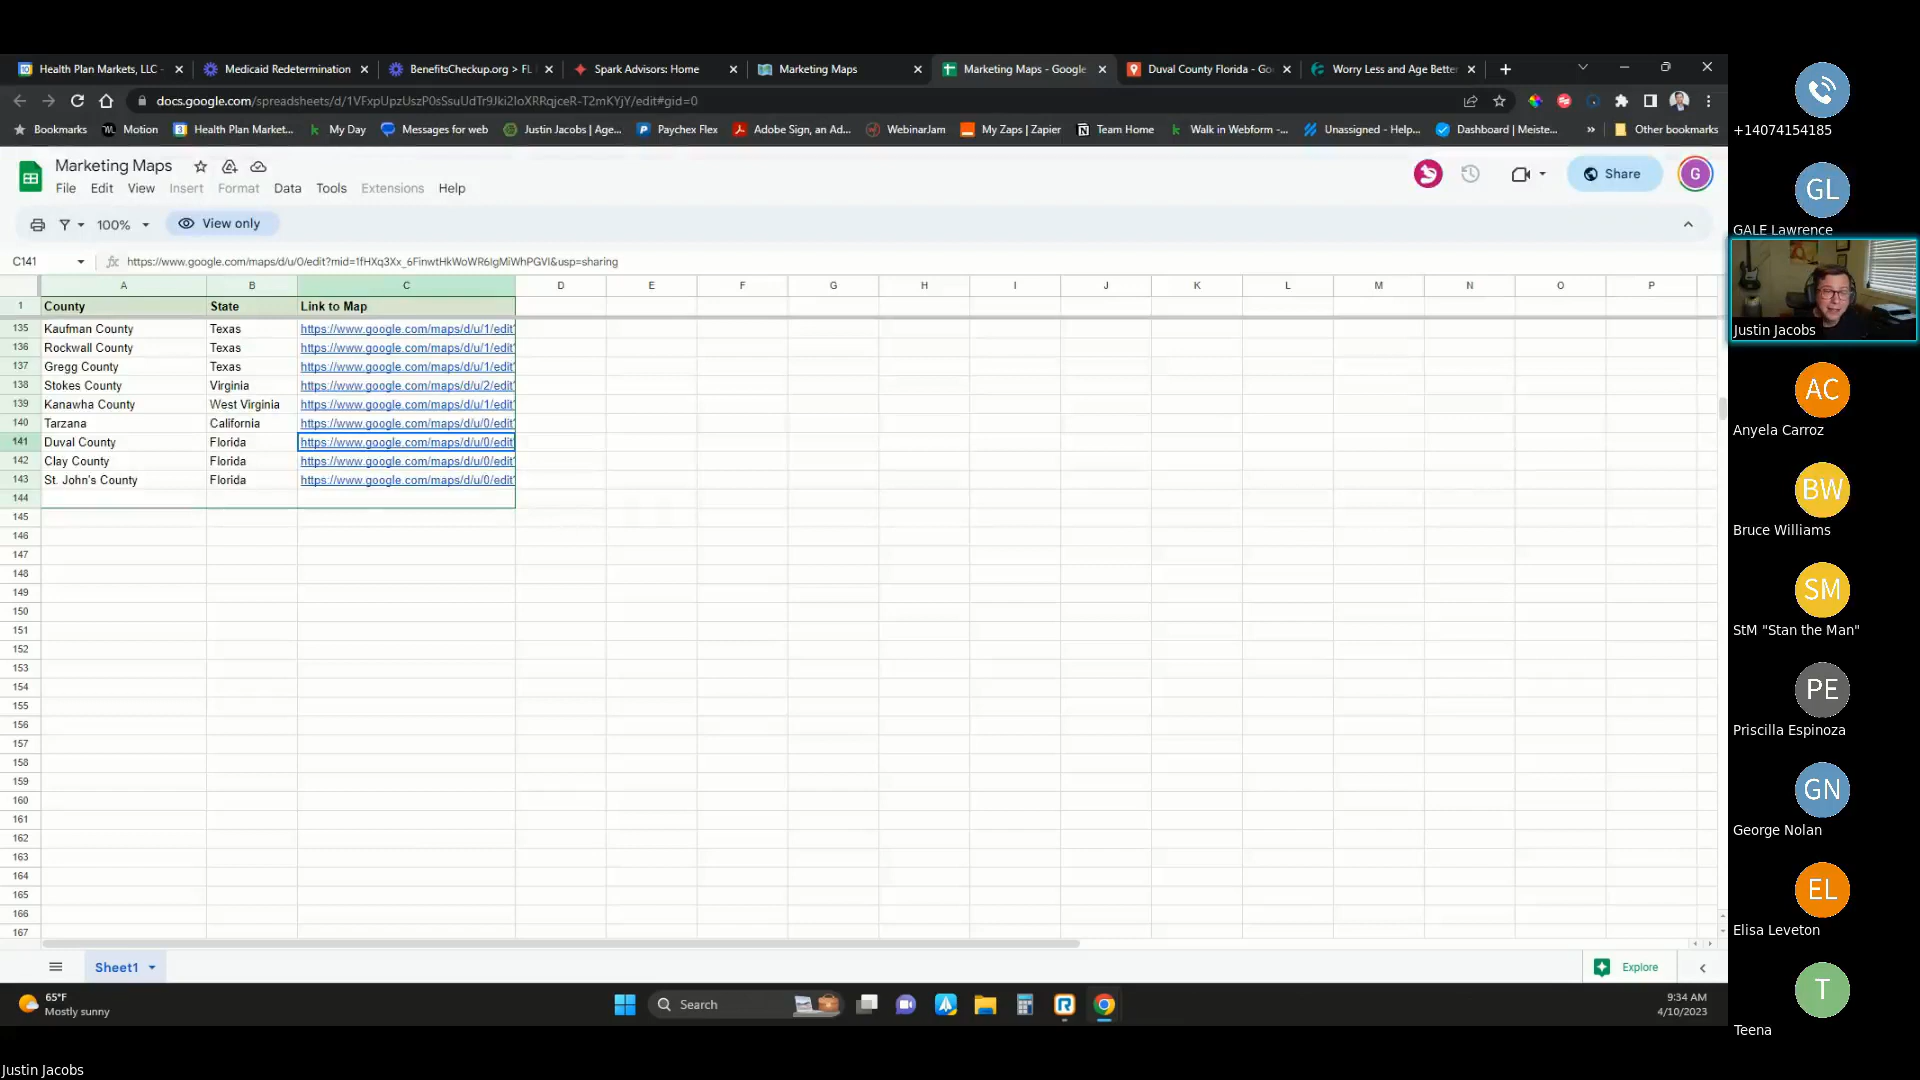 Health Plan Markets, LLC -
Medicaid Redetermination
BenefitsCheckup.org > FL
Spark Advisors: Home
Marketing Maps
Marketing Maps - Google
Duval County Florida - Go
Worry Less and Age Better
docs.google.com/spreadsheets/d/1VFxpUpzUszP0sSsuUdTr9Jki2IoXRRqjceR-T2mKYjY/edit#gid=0
Bookmarks
Motion
Health Plan Market...
My Day
Messages for web
Justin Jacobs | Age...
Paychex Flex
Adobe Sign, an Ad...
WebinarJam
My Zaps | Zapier
Team Home
Walk in Webform -...
Unassigned - Help...
Dashboard | Meiste...
»
Other bookmarks
Marketing Maps
File Edit View Insert Format Data Tools Extensions Help
Share
G
100%
View only
C141
https://www.google.com/maps/d/u/0/edit?mid=1fHXq3Xx_6FinwtHkWoWR6IgMiWhPGVI&usp=sharing
A B C D E F G H I J K L M N O P
1 County State Link to Map
135 Kaufman County Texas https://www.google.com/maps/d/u/1/edit
136 Rockwall County Texas https://www.google.com/maps/d/u/1/edit
137 Gregg County Texas https://www.google.com/maps/d/u/1/edit
138 Stokes County Virginia https://www.google.com/maps/d/u/2/edit
139 Kanawha County West Virginia https://www.google.com/maps/d/u/1/edit
140 Tarzana California https://www.google.com/maps/d/u/0/edit
141 Duval County Florida https://www.google.com/maps/d/u/0/edit
142 Clay County Florida https://www.google.com/maps/d/u/0/edit
143 St. John's County Florida https://www.google.com/maps/d/u/0/edit
144
145
146
147
148
149
150
151
152
153
154
155
156
157
158
159
160
161
162
163
164
165
166
167
Sheet1
Explore
65°F
Mostly sunny
Search
9:34 AM
4/10/2023
+14074154185
GL
GALE Lawrence
Justin Jacobs
AC
Anyela Carroz
BW
Bruce Williams
SM
StM "Stan the Man"
PE
Priscilla Espinoza
GN
George Nolan
EL
Elisa Leveton
T
Teena
Justin Jacobs